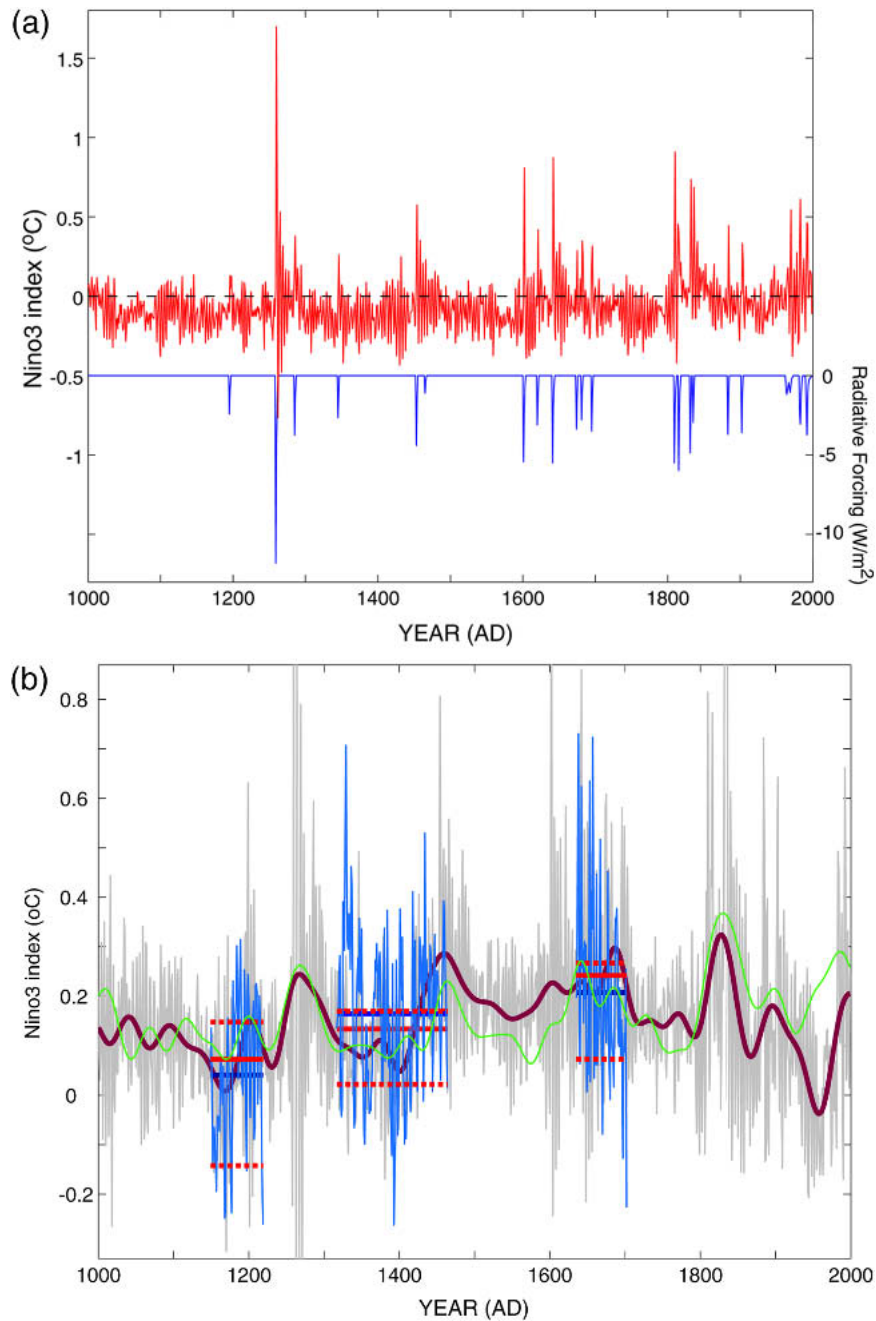 (a)
1.5
1
0.5
0
-0.5
-1
Nino3 index (ºC)
0
-5
-10
Radiative Forcing (W/m²)
1000 1200 1400 1600 1800 2000
YEAR (AD)
(b)
0.8
0.6
0.4
0.2
0
-0.2
Nino3 index (oC)
1000 1200 1400 1600 1800 2000
YEAR (AD)